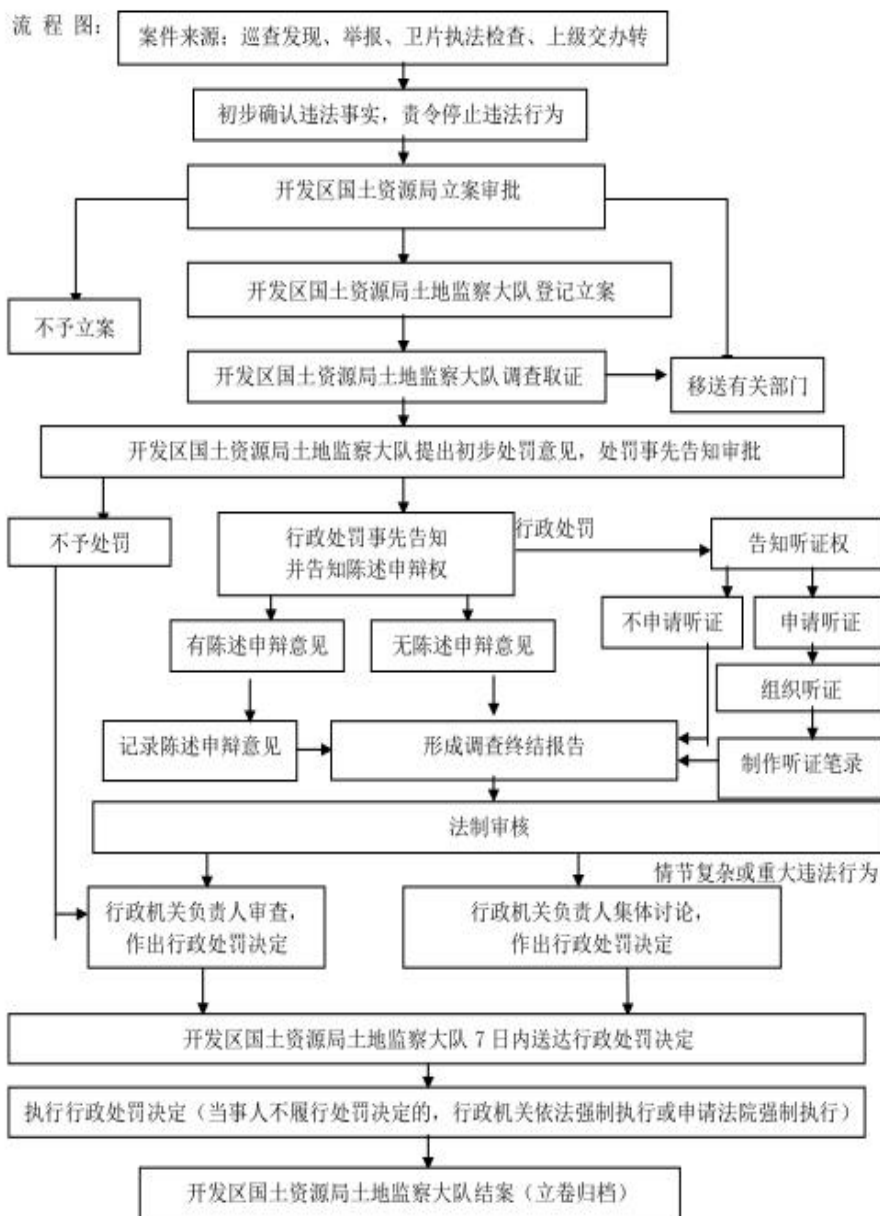 流 程 图:
案件来源：巡查发现、举报、卫片执法检查、上级交办转
初步确认违法事实，责令停止违法行为
开发区国土资源局立案审批
开发区国土资源局土地监察大队登记立案
不予立案
开发区国土资源局土地监察大队调查取证
移送有关部门
开发区国土资源局土地监察大队提出初步处罚意见，处罚事先告知审批
不予处罚
行政处罚事先告知
并告知陈述申辩权
行政处罚
告知听证权
有陈述申辩意见
无陈述申辩意见
不申请听证
申请听证
组织听证
记录陈述申辩意见
形成调查终结报告
制作听证笔录
法制审核
情节复杂或重大违法行为
行政机关负责人审查，
作出行政处罚决定
行政机关负责人集体讨论，
作出行政处罚决定
开发区国土资源局土地监察大队 7 日内送达行政处罚决定
执行行政处罚决定（当事人不履行处罚决定的，行政机关依法强制执行或申请法院强制执行）
开发区国土资源局土地监察大队结案（立卷归档）